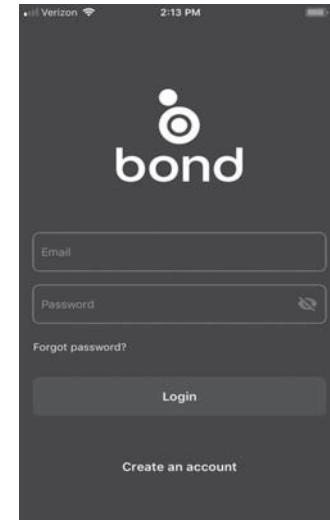 Verizon 2:13 PM
bond
Email
Password
Forgot password?
Login
Create an account